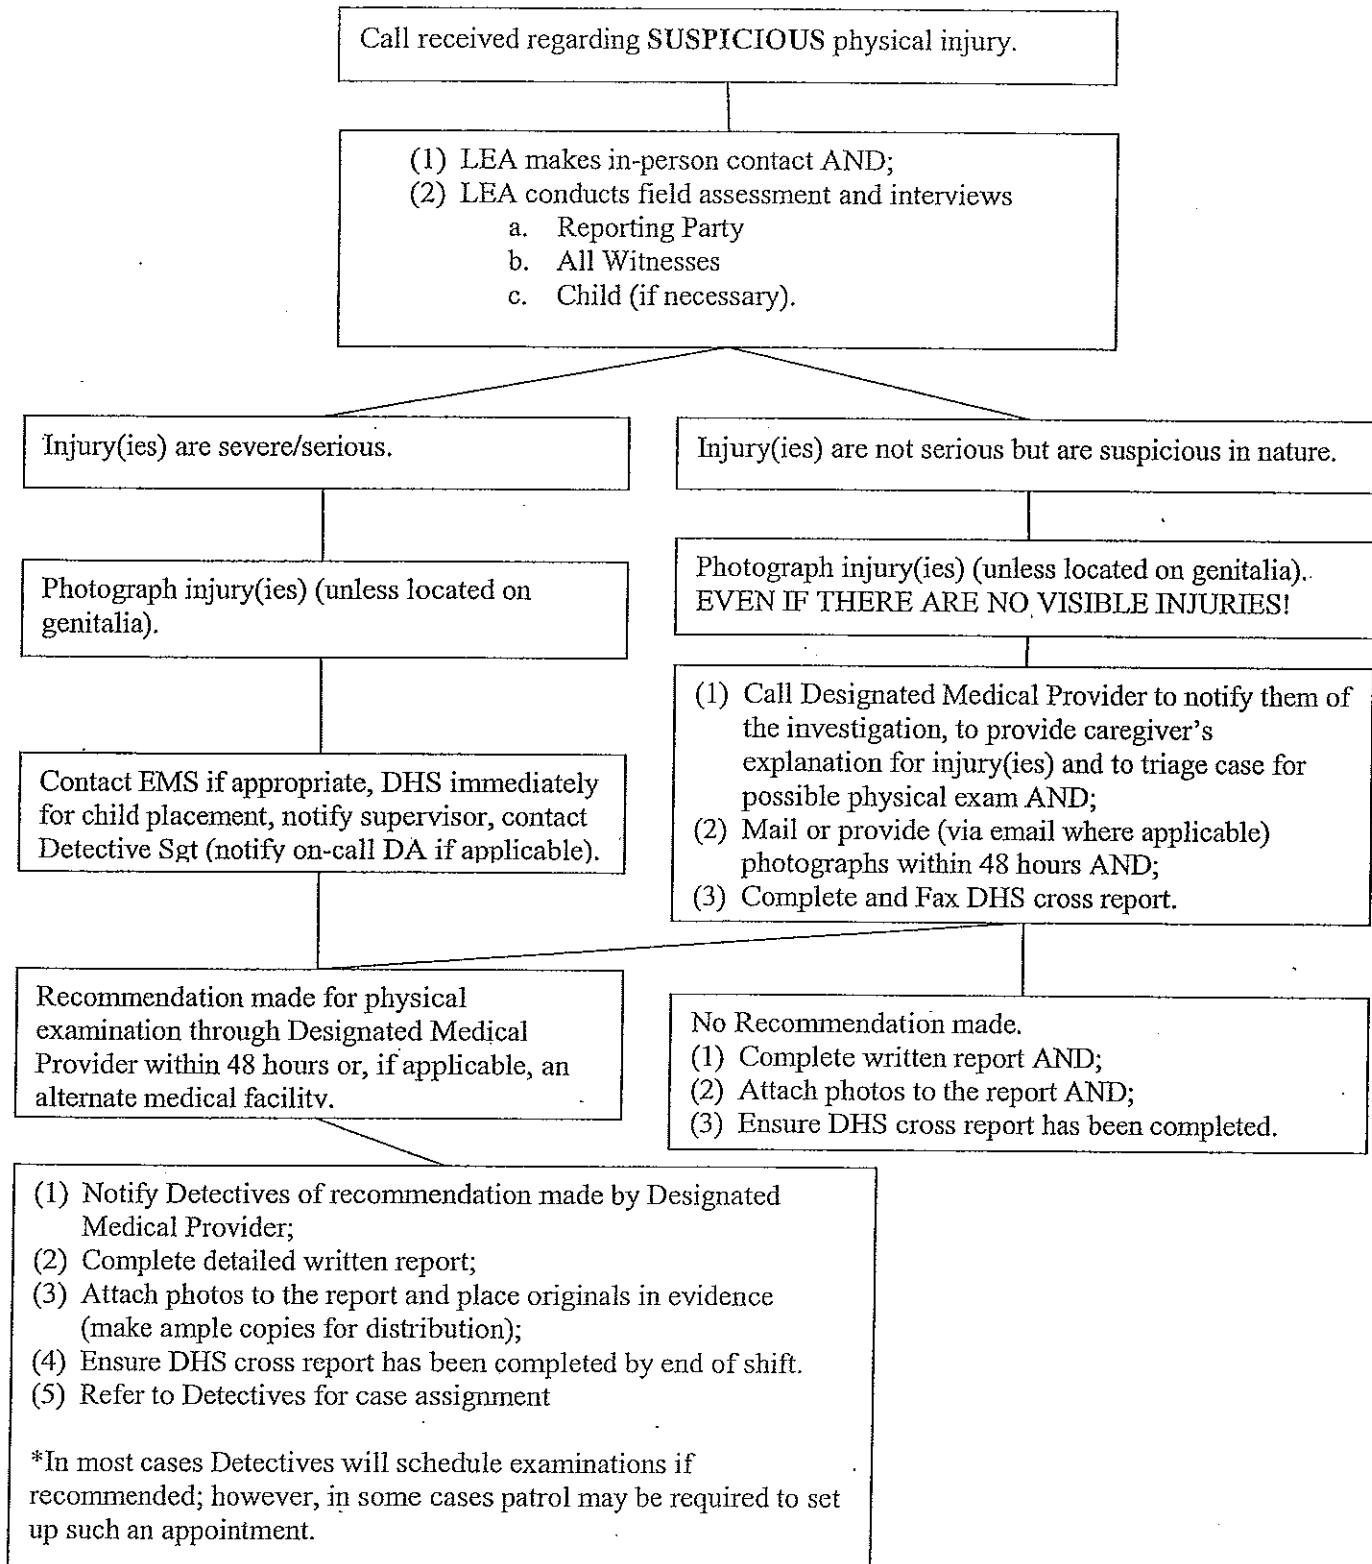 Call received regarding SUSPICIOUS physical injury.
(1) LEA makes in-person contact AND;
(2) LEA conducts field assessment and interviews
a. Reporting Party
b. All Witnesses
c. Child (if necessary).
Injury(ies) are severe/serious.
Injury(ies) are not serious but are suspicious in nature.
Photograph injury(ies) (unless located on
genitalia).
Photograph injury(ies) (unless located on genitalia).
EVEN IF THERE ARE NO VISIBLE INJURIES!
Contact EMS if appropriate, DHS immediately
for child placement, notify supervisor, contact
Detective Sgt (notify on-call DA if applicable).
(1) Call Designated Medical Provider to notify them of
the investigation, to provide caregiver's
explanation for injury(ies) and to triage case for
possible physical exam AND;
(2) Mail or provide (via email where applicable)
photographs within 48 hours AND;
(3) Complete and Fax DHS cross report.
Recommendation made for physical
examination through Designated Medical
Provider within 48 hours or, if applicable, an
alternate medical facility.
No Recommendation made.
(1) Complete written report AND;
(2) Attach photos to the report AND;
(3) Ensure DHS cross report has been completed.
(1) Notify Detectives of recommendation made by Designated
Medical Provider;
(2) Complete detailed written report;
(3) Attach photos to the report and place originals in evidence
(make ample copies for distribution);
(4) Ensure DHS cross report has been completed by end of shift.
(5) Refer to Detectives for case assignment
*In most cases Detectives will schedule examinations if
recommended; however, in some cases patrol may be required to set
up such an appointment.